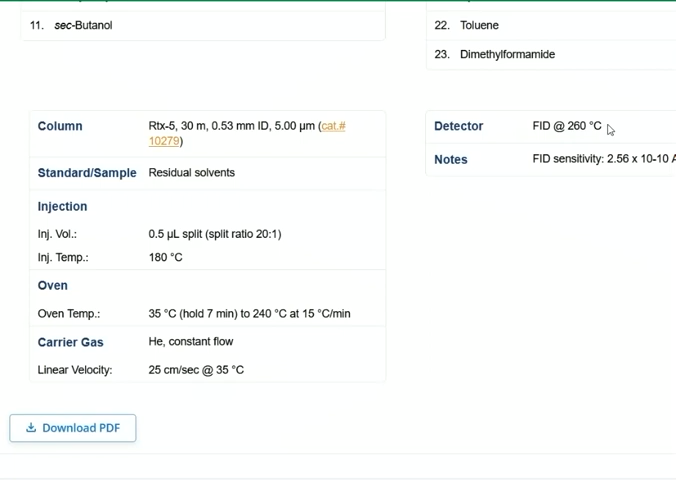 11. sec-Butanol
22. Toluene
23. Dimethylformamide
Column Rtx-5, 30 m, 0.53 mm ID, 5.00 µm (cat.#
10279)
Standard/Sample Residual solvents
Injection
Inj. Vol.: 0.5 µL split (split ratio 20:1)
Inj. Temp.: 180 °C
Oven
Oven Temp.: 35 °C (hold 7 min) to 240 °C at 15 °C/min
Carrier Gas He, constant flow
Linear Velocity: 25 cm/sec @ 35 °C
Detector FID @ 260 °C
Notes FID sensitivity: 2.56 x 10-10 A
Download PDF